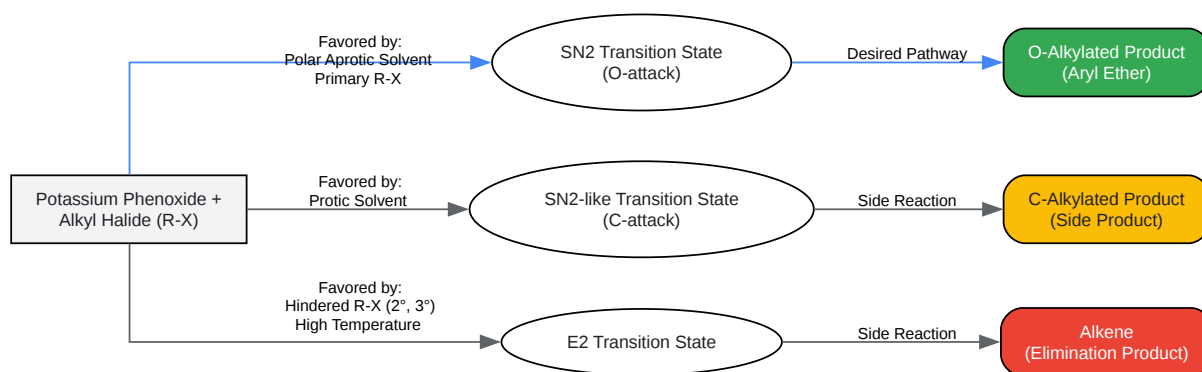 Favored by:
Polar Aprotic Solvent
Primary R-X
SN2 Transition State
(O-attack)
Desired Pathway
O-Alkylated Product
(Aryl Ether)
Potassium Phenoxide +
Alkyl Halide (R-X)
Favored by:
Protic Solvent
SN2-like Transition State
(C-attack)
Side Reaction
C-Alkylated Product
(Side Product)
Favored by:
Hindered R-X (2°, 3°)
High Temperature
E2 Transition State
Side Reaction
Alkene
(Elimination Product)